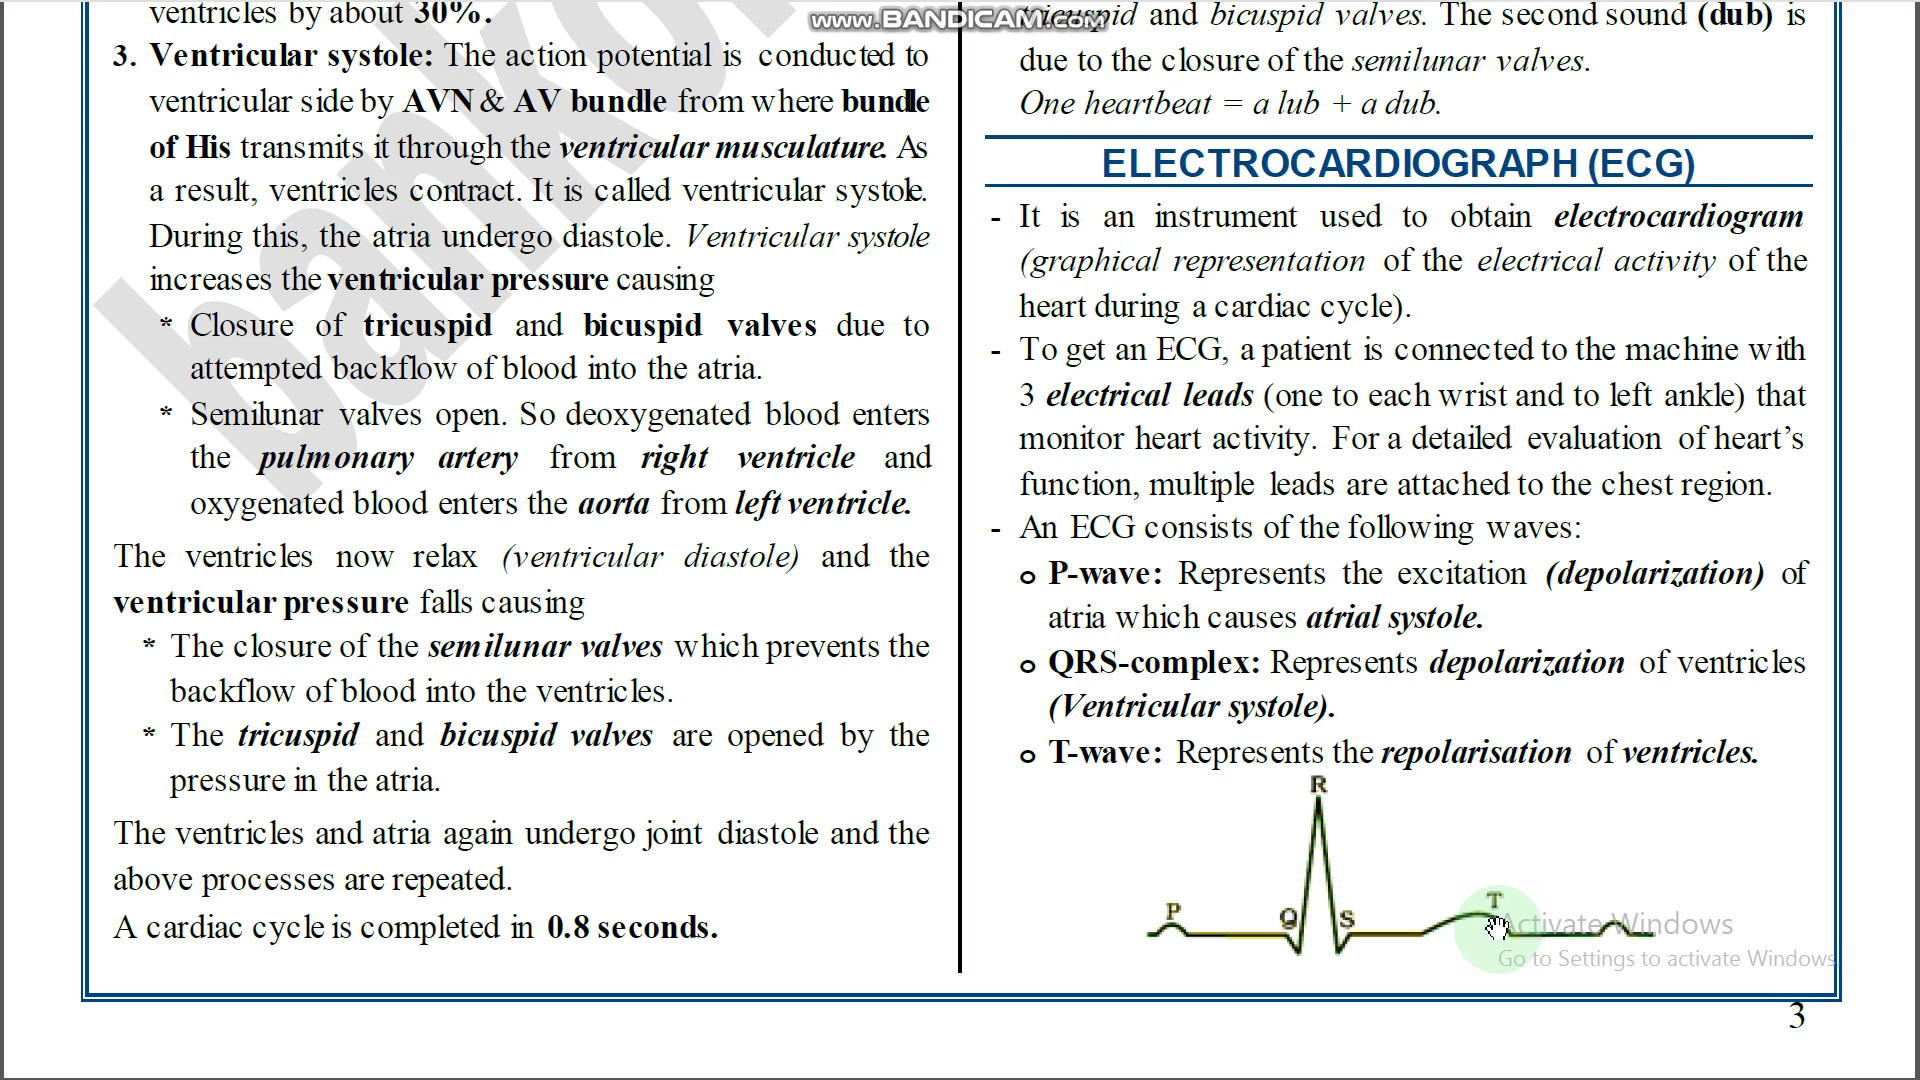 www.BANDICAM.com
ventricles by about 30%.
3. Ventricular systole: The action potential is conducted to
ventricular side by AVN & AV bundle from where bundle
of His transmits it through the ventricular musculature. As
a result, ventricles contract. It is called ventricular systole.
During this, the atria undergo diastole. Ventricular systole
increases the ventricular pressure causing
* Closure of tricuspid and bicuspid valves due to
attempted backflow of blood into the atria.
* Semilunar valves open. So deoxygenated blood enters
the pulmonary artery from right ventricle and
oxygenated blood enters the aorta from left ventricle.
The ventricles now relax (ventricular diastole) and the
ventricular pressure falls causing
* The closure of the semilunar valves which prevents the
backflow of blood into the ventricles.
* The tricuspid and bicuspid valves are opened by the
pressure in the atria.
The ventricles and atria again undergo joint diastole and the
above processes are repeated.
A cardiac cycle is completed in 0.8 seconds.
tricuspid and bicuspid valves. The second sound (dub) is
due to the closure of the semilunar valves.
One heartbeat = a lub + a dub.
ELECTROCARDIOGRAPH (ECG)
- It is an instrument used to obtain electrocardiogram
(graphical representation of the electrical activity of the
heart during a cardiac cycle).
- To get an ECG, a patient is connected to the machine with
3 electrical leads (one to each wrist and to left ankle) that
monitor heart activity. For a detailed evaluation of heart's
function, multiple leads are attached to the chest region.
- An ECG consists of the following waves:
o P-wave: Represents the excitation (depolarization) of
atria which causes atrial systole.
o QRS-complex: Represents depolarization of ventricles
(Ventricular systole).
o T-wave: Represents the repolarisation of ventricles.
R
P Q S T
Activate Windows
Go to Settings to activate Windows.
3